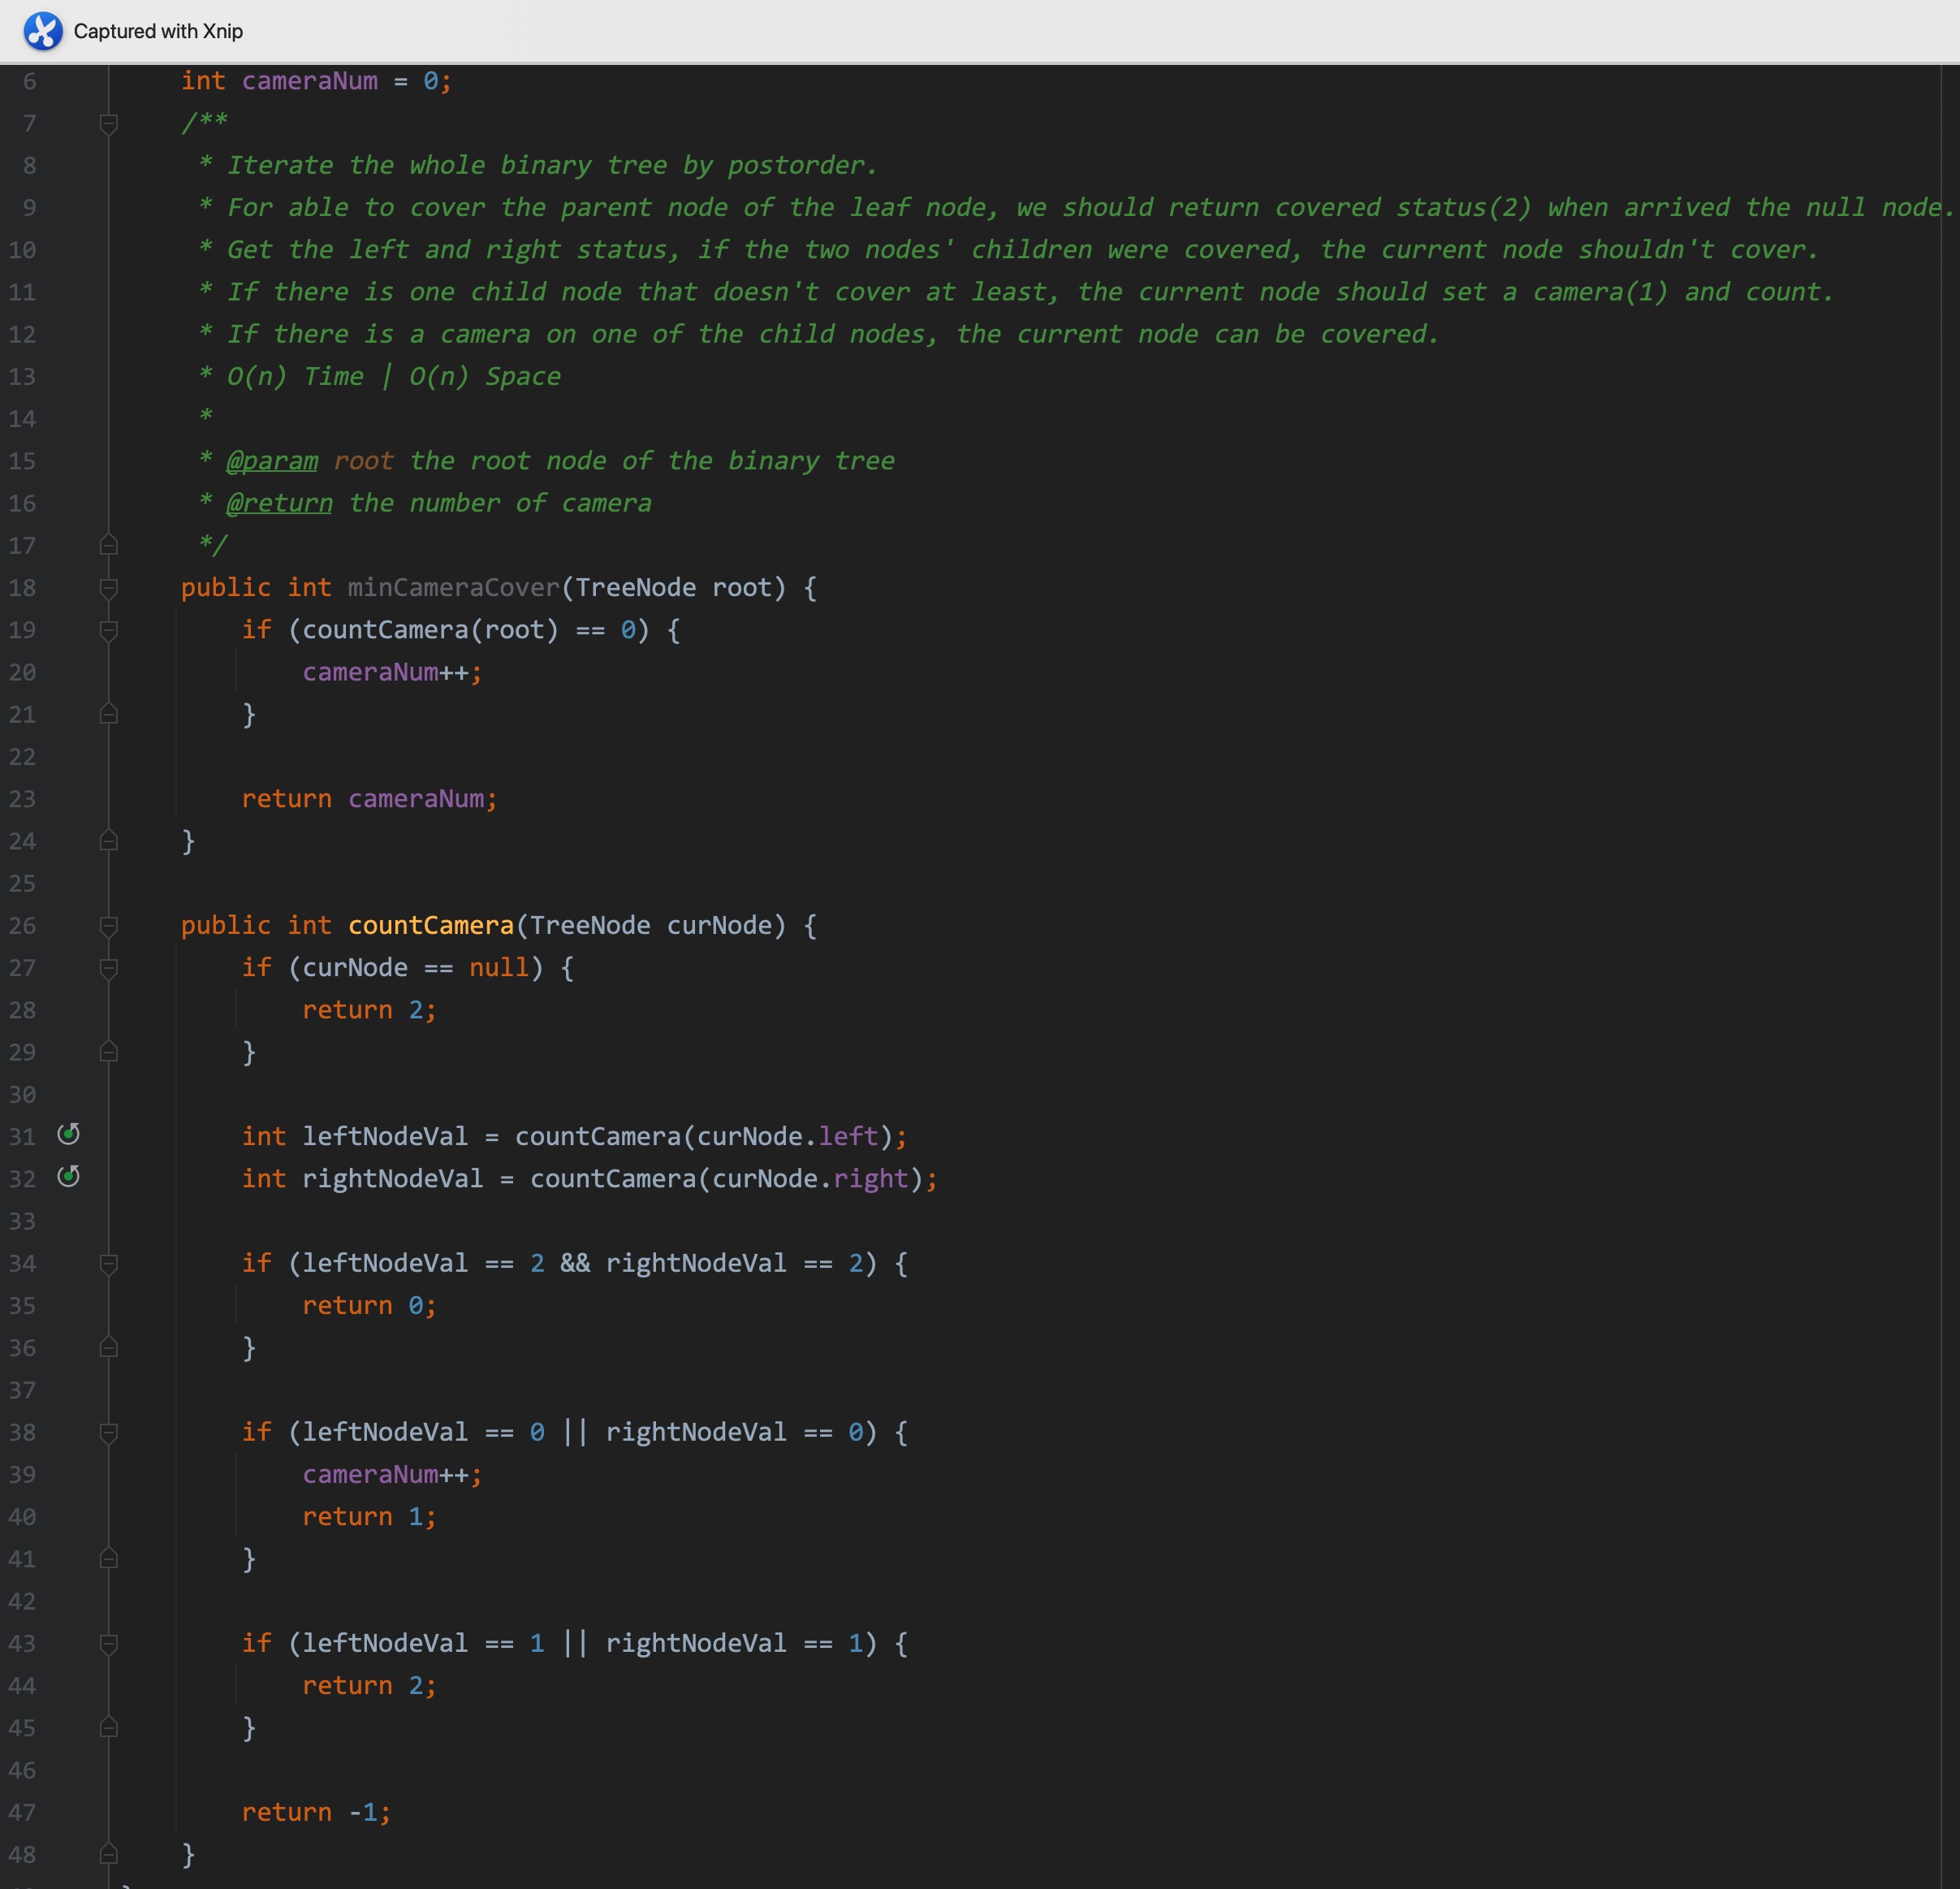 Captured with Xnip
6 int cameraNum = 0;
7 /**
8 * Iterate the whole binary tree by postorder.
9 * For able to cover the parent node of the leaf node, we should return covered status(2) when arrived the null node.
10 * Get the left and right status, if the two nodes' children were covered, the current node shouldn't cover.
11 * If there is one child node that doesn't cover at least, the current node should set a camera(1) and count.
12 * If there is a camera on one of the child nodes, the current node can be covered.
13 * O(n) Time | O(n) Space
14 *
15 * @param root the root node of the binary tree
16 * @return the number of camera
17 */
18 public int minCameraCover(TreeNode root) {
19 if (countCamera(root) == 0) {
20 cameraNum++;
21 }
22
23 return cameraNum;
24 }
25
26 public int countCamera(TreeNode curNode) {
27 if (curNode == null) {
28 return 2;
29 }
30
31 int leftNodeVal = countCamera(curNode.left);
32 int rightNodeVal = countCamera(curNode.right);
33
34 if (leftNodeVal == 2 && rightNodeVal == 2) {
35 return 0;
36 }
37
38 if (leftNodeVal == 0 || rightNodeVal == 0) {
39 cameraNum++;
40 return 1;
41 }
42
43 if (leftNodeVal == 1 || rightNodeVal == 1) {
44 return 2;
45 }
46
47 return -1;
48 }